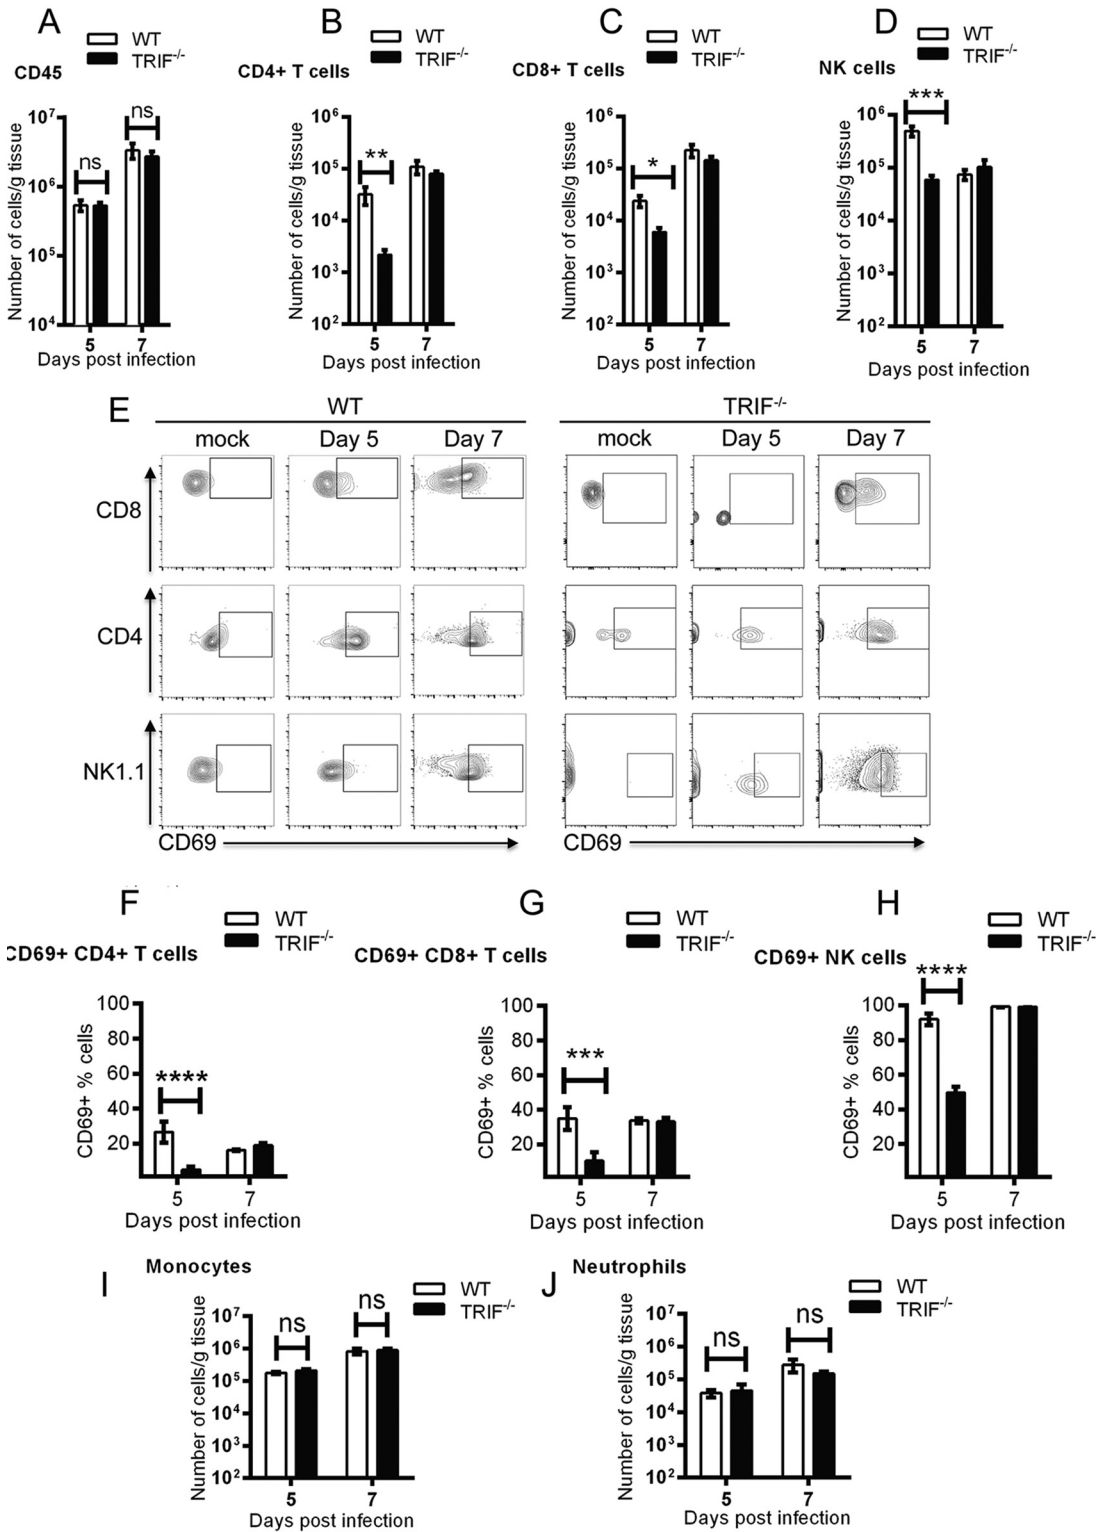 A
WT
TRIF-/-
CD45
Number of cells/g tissue
10^7
10^6
10^5
10^4
ns
ns
5 7
Days post infection
B
WT
TRIF-/-
CD4+ T cells
Number of cells/g tissue
10^6
10^5
10^4
10^3
10^2
**
5 7
Days post infection
C
WT
TRIF-/-
CD8+ T cells
Number of cells/g tissue
10^6
10^5
10^4
10^3
10^2
*
5 7
Days post infection
D
WT
TRIF-/-
NK cells
Number of cells/g tissue
10^6
10^5
10^4
10^3
10^2
***
5 7
Days post infection
E
WT
TRIF-/-
mock Day 5 Day 7
mock Day 5 Day 7
CD8
CD4
NK1.1
CD69
CD69
F
WT
TRIF-/-
CD69+ CD4+ T cells
CD69+ % cells
100
80
60
40
20
****
5 7
Days post infection
G
WT
TRIF-/-
CD69+ CD8+ T cells
CD69+ % cells
100
80
60
40
20
***
5 7
Days post infection
H
WT
TRIF-/-
CD69+ NK cells
CD69+ % cells
100
80
60
40
20
****
5 7
Days post infection
I
Monocytes
WT
TRIF-/-
Number of cells/g tissue
10^7
10^6
10^5
10^4
10^3
10^2
ns
ns
5 7
Days post infection
J
Neutrophils
WT
TRIF-/-
Number of cells/g tissue
10^7
10^6
10^5
10^4
10^3
10^2
ns
ns
5 7
Days post infection